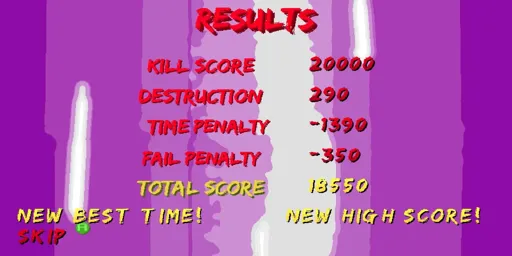 RESULTS
KILL SCORE 20000
DESTRUCTION 290
TIME PENALTY -1390
FAIL PENALTY -350
TOTAL SCORE 18550
NEW BEST TIME! NEW HIGH SCORE!
SKIP A